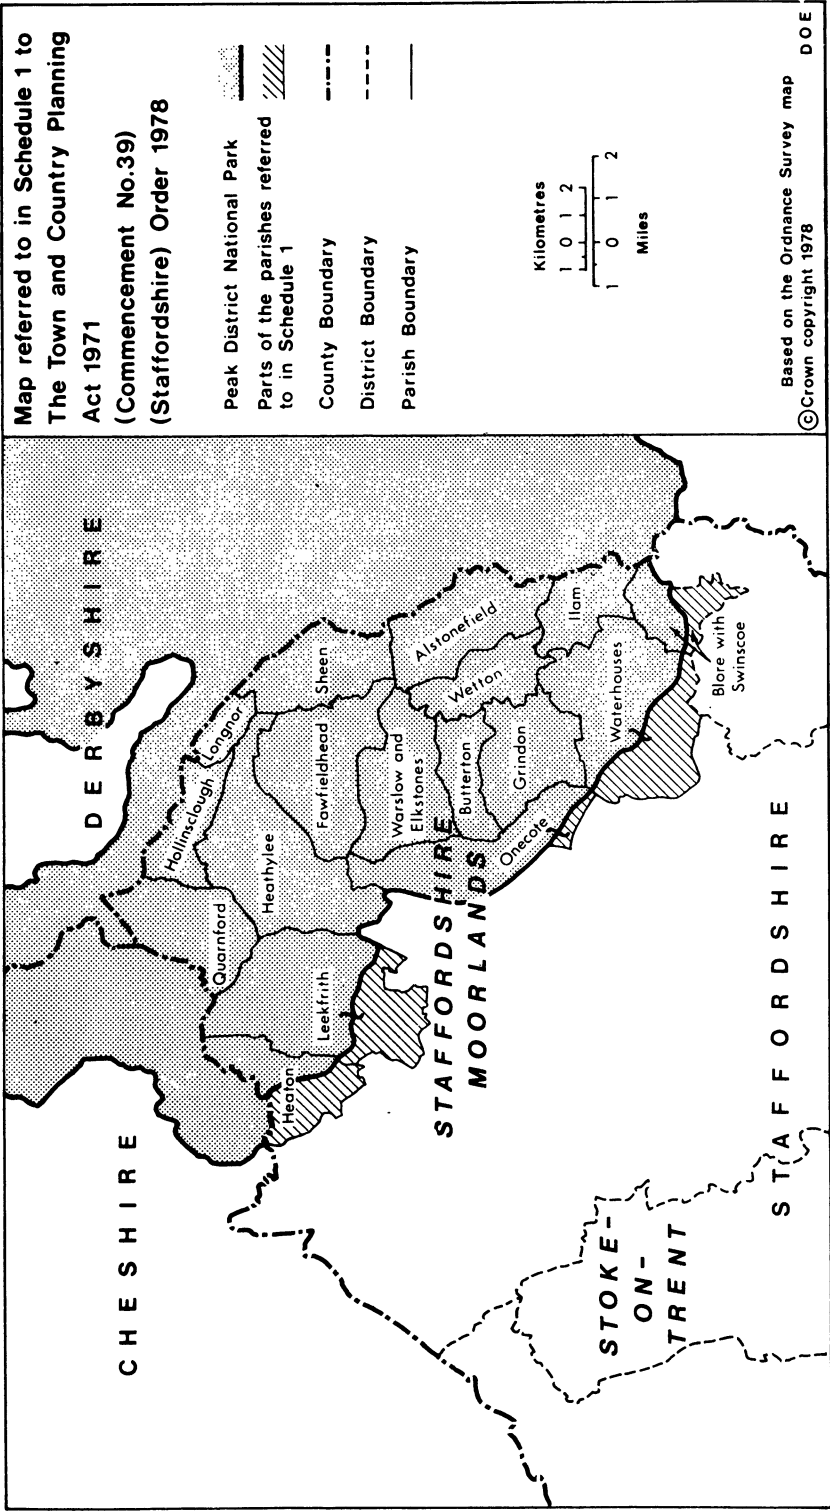 Map referred to in Schedule 1 to
The Town and Country Planning
Act 1971
(Commencement No.39)
(Staffordshire) Order 1978
Peak District National Park
Parts of the parishes referred
to in Schedule 1
County Boundary
District Boundary
Parish Boundary
Kilometres
1 0 1 2
1 0 1 2
Miles
Based on the Ordnance Survey map
© Crown copyright 1978
DOE
CHESHIRE
DERBYSHIRE
Hollinsclough
Longnor
Quarnford
Heathylee
Heaton
Leekfrith
Fawfieldhead
Sheen
Warslow and
Elkstones
Alstonefield
Butterton
Wetton
Onecote
Grindon
Ilam
Waterhouses
Blore with
Swinscoe
STAFFORDSHIRE
MOORLANDS
STOKE-
ON-
TRENT
STAFFORDSHIRE